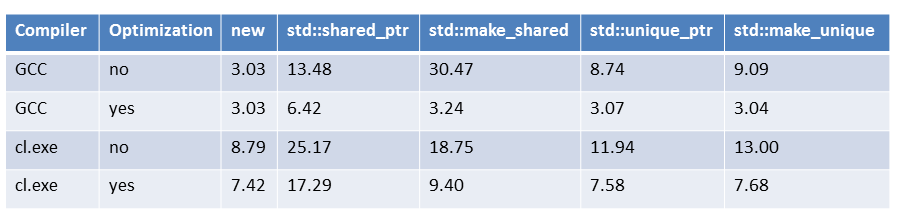 Compiler Optimization new std::shared_ptr std::make_shared std::unique_ptr std::make_unique
GCC no 3.03 13.48 30.47 8.74 9.09
GCC yes 3.03 6.42 3.24 3.07 3.04
cl.exe no 8.79 25.17 18.75 11.94 13.00
cl.exe yes 7.42 17.29 9.40 7.58 7.68